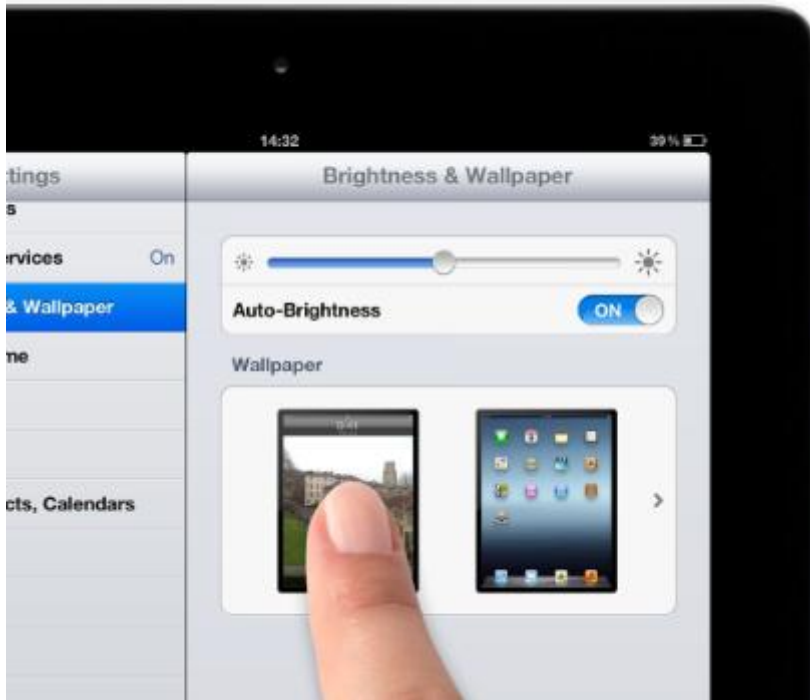 14:32
39%
tings
Brightness & Wallpaper
s
rvices
On
& Wallpaper
Auto-Brightness
ON
me
Wallpaper
cts, Calendars